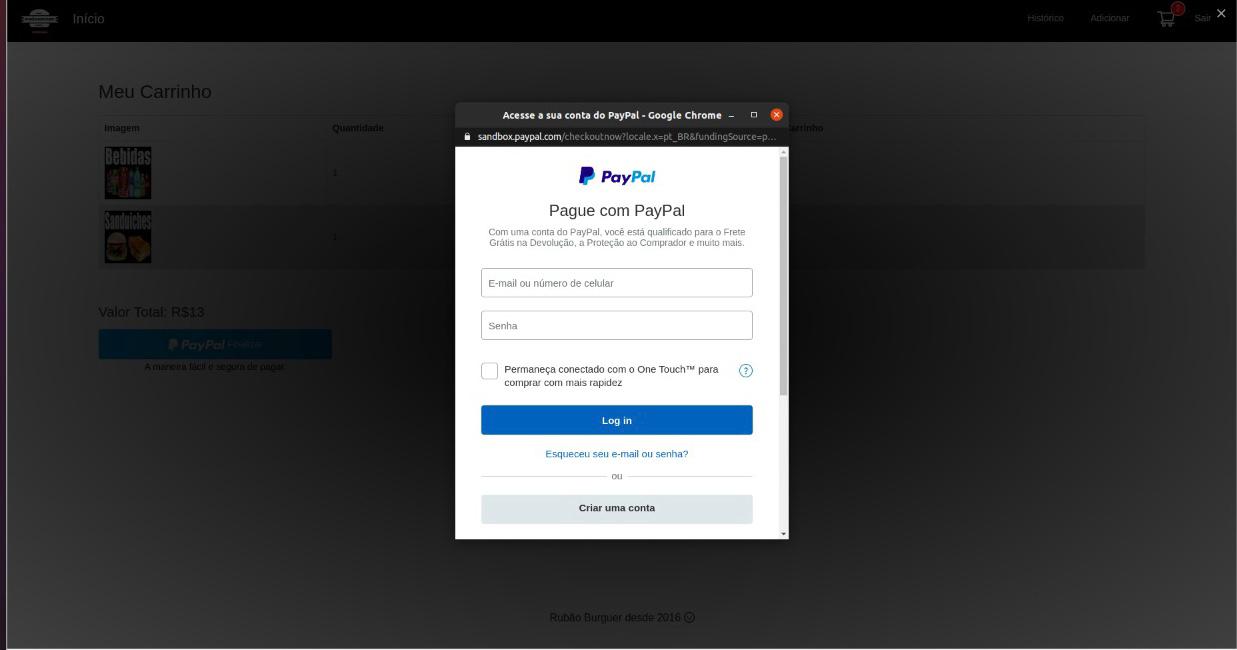 Início
Histórico
Adicionar
Sair
Meu Carrinho
Imagem
Quantidade
Carrinho
Bebidas
1
Sanduiches
1
Valor Total: R$13
PayPal Finalizar
A maneira fácil e segura de pagar
Acesse a sua conta do PayPal - Google Chrome
sandbox.paypal.com/checkoutnow?locale.x=pt_BR&fundingSource=p...
PayPal
Pague com PayPal
Com uma conta do PayPal, você está qualificado para o Frete
Grátis na Devolução, a Proteção ao Comprador e muito mais.
E-mail ou número de celular
Senha
Permaneça conectado com o One Touch™ para
comprar com mais rapidez
?
Log in
Esqueceu seu e-mail ou senha?
ou
Criar uma conta
Rubão Burguer desde 2016